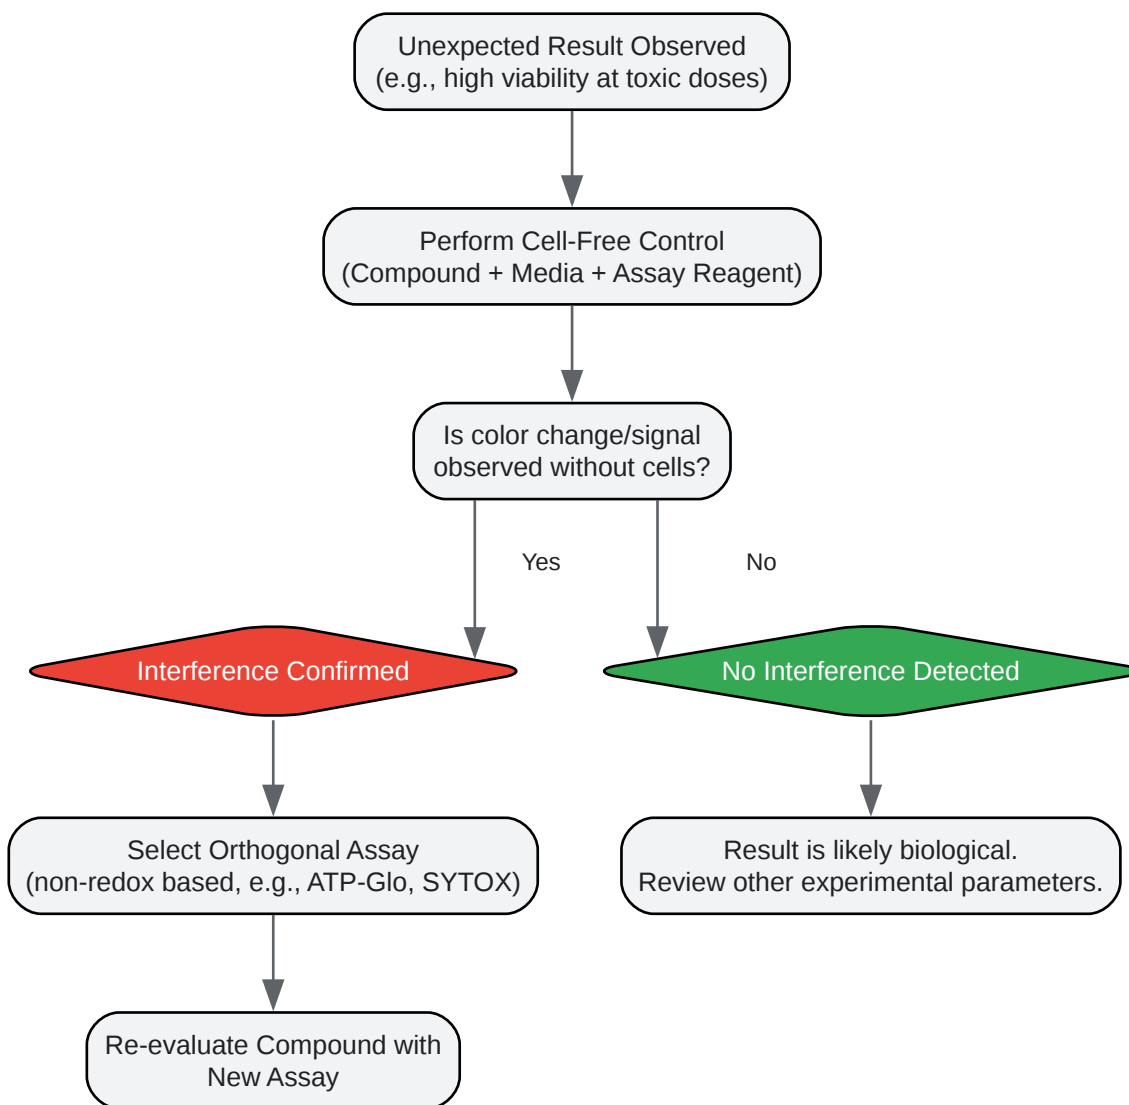 Unexpected Result Observed
(e.g., high viability at toxic doses)
Perform Cell-Free Control
(Compound + Media + Assay Reagent)
Is color change/signal
observed without cells?
Yes
No
Interference Confirmed
No Interference Detected
Select Orthogonal Assay
(non-redox based, e.g., ATP-Glo, SYTOX)
Result is likely biological.
Review other experimental parameters.
Re-evaluate Compound with
New Assay